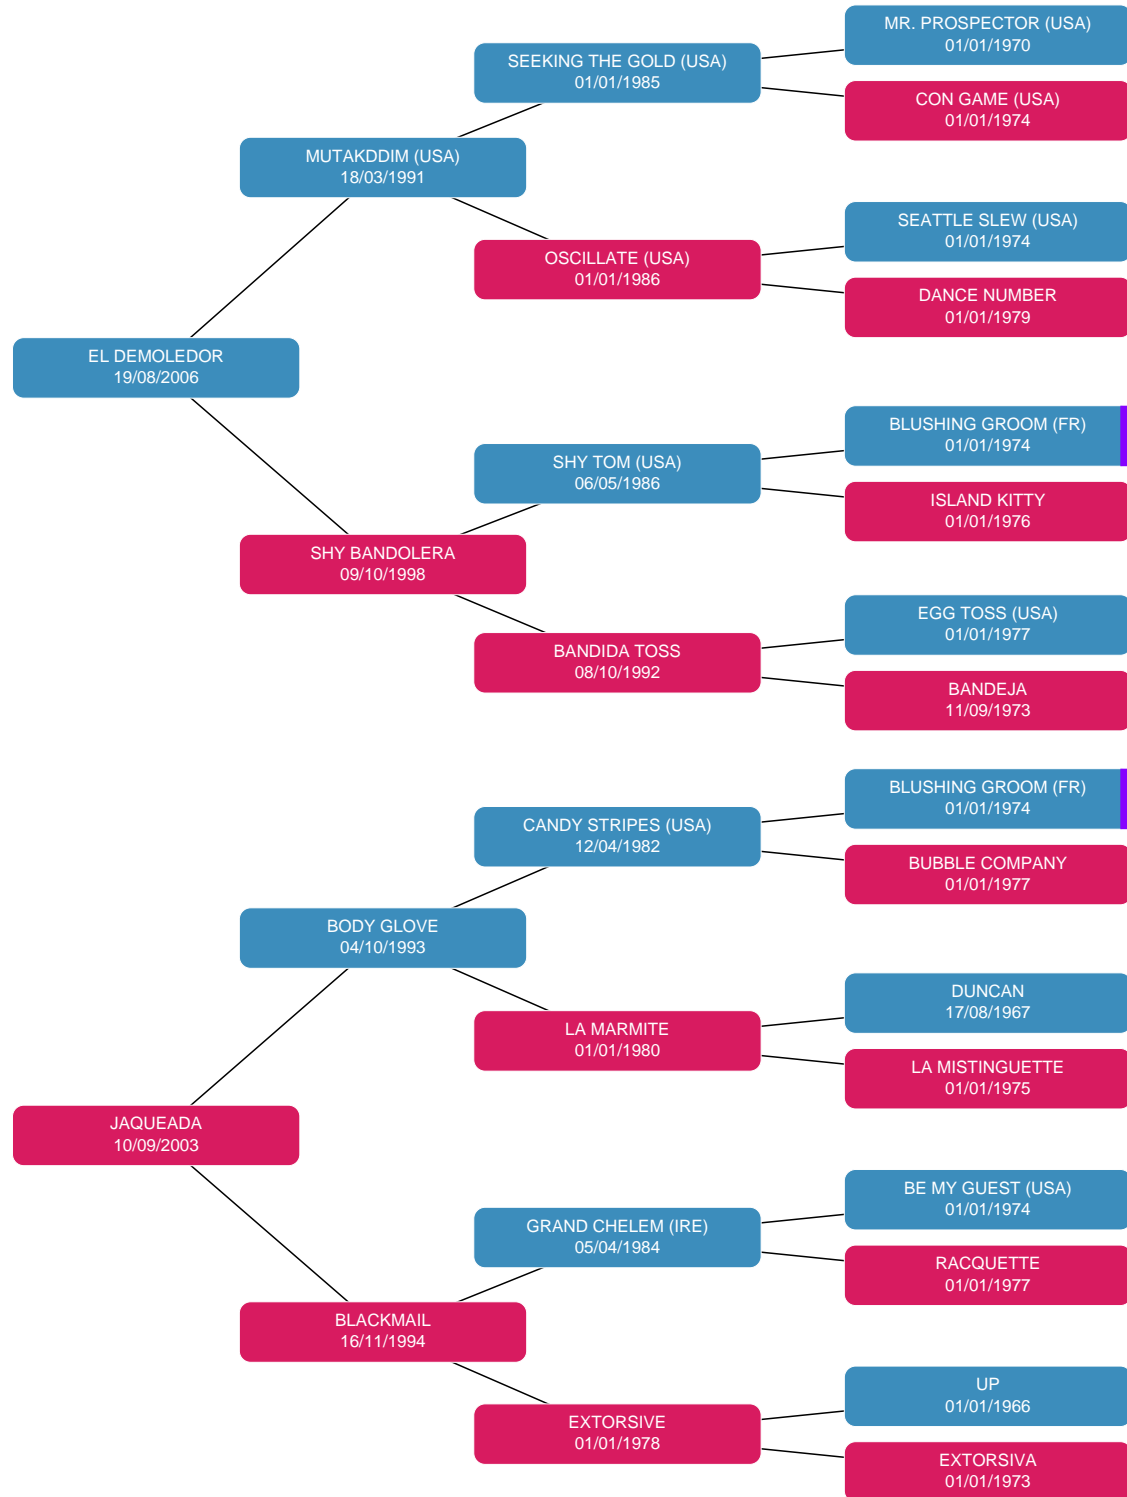 MR. PROSPECTOR (USA)
01/01/1970
SEEKING THE GOLD (USA)
01/01/1985
CON GAME (USA)
01/01/1974
MUTAKDDIM (USA)
18/03/1991
SEATTLE SLEW (USA)
01/01/1974
OSCILLATE (USA)
01/01/1986
DANCE NUMBER
01/01/1979
EL DEMOLEDOR
19/08/2006
BLUSHING GROOM (FR)
01/01/1974
SHY TOM (USA)
06/05/1986
ISLAND KITTY
01/01/1976
SHY BANDOLERA
09/10/1998
EGG TOSS (USA)
01/01/1977
BANDIDA TOSS
08/10/1992
BANDEJA
11/09/1973
BLUSHING GROOM (FR)
01/01/1974
CANDY STRIPES (USA)
12/04/1982
BUBBLE COMPANY
01/01/1977
BODY GLOVE
04/10/1993
DUNCAN
17/08/1967
LA MARMITE
01/01/1980
LA MISTINGUETTE
01/01/1975
JAQUEADA
10/09/2003
BE MY GUEST (USA)
01/01/1974
GRAND CHELEM (IRE)
05/04/1984
RACQUETTE
01/01/1977
BLACKMAIL
16/11/1994
UP
01/01/1966
EXTORSIVE
01/01/1978
EXTORSIVA
01/01/1973